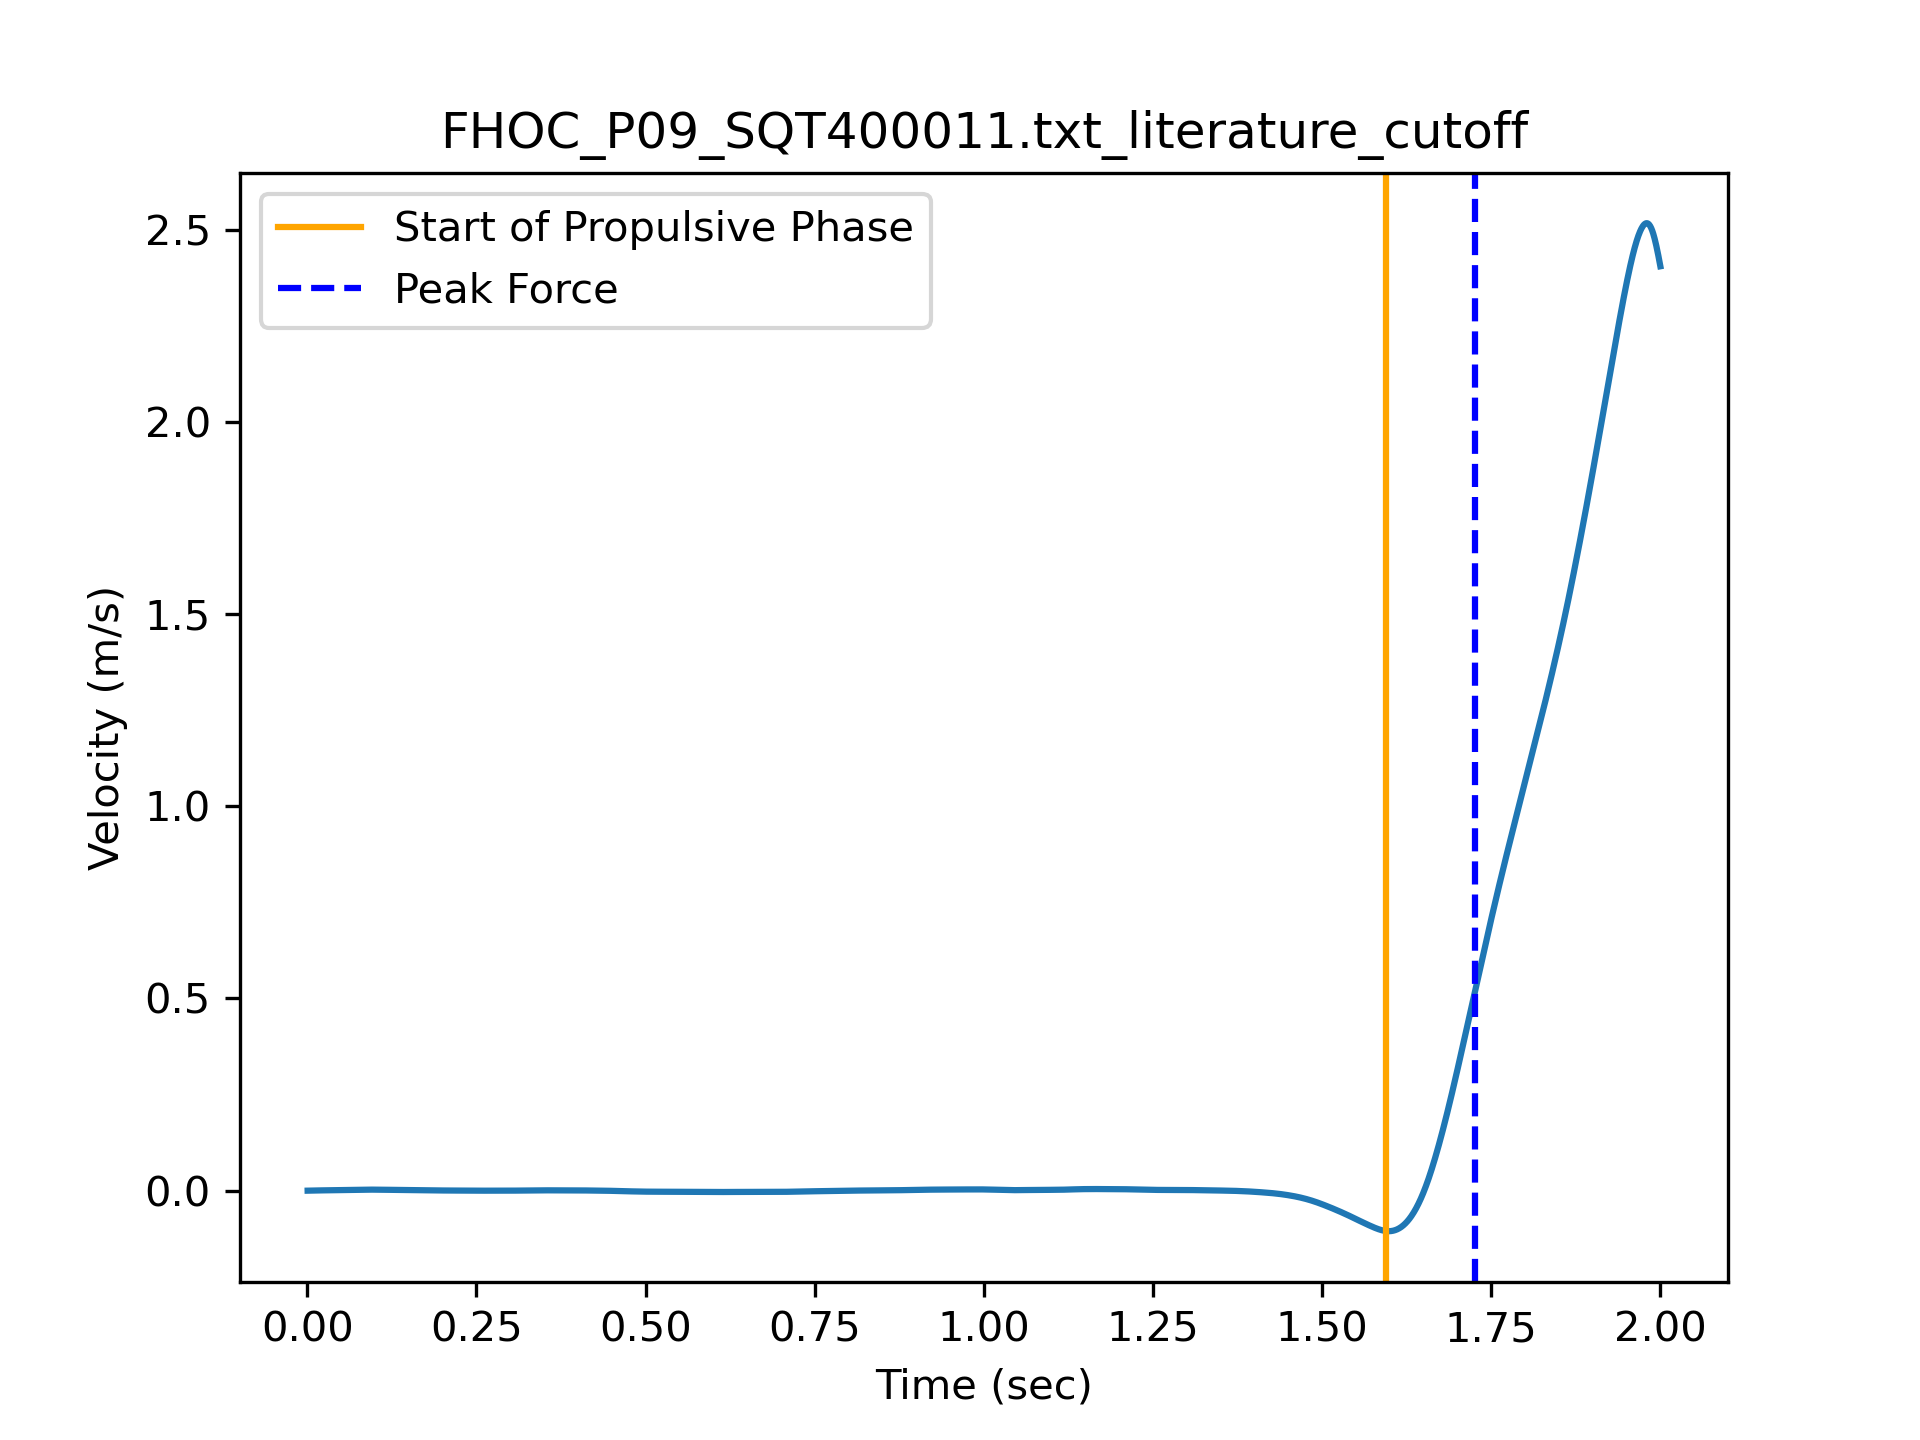 FHOC_P09_SQT400011.txt_literature_cutoff
Start of Propulsive Phase
Peak Force
2.5
2.0
1.5
1.0
0.5
0.0
Velocity (m/s)
0.00 0.25 0.50 0.75 1.00 1.25 1.50 1.75 2.00
Time (sec)